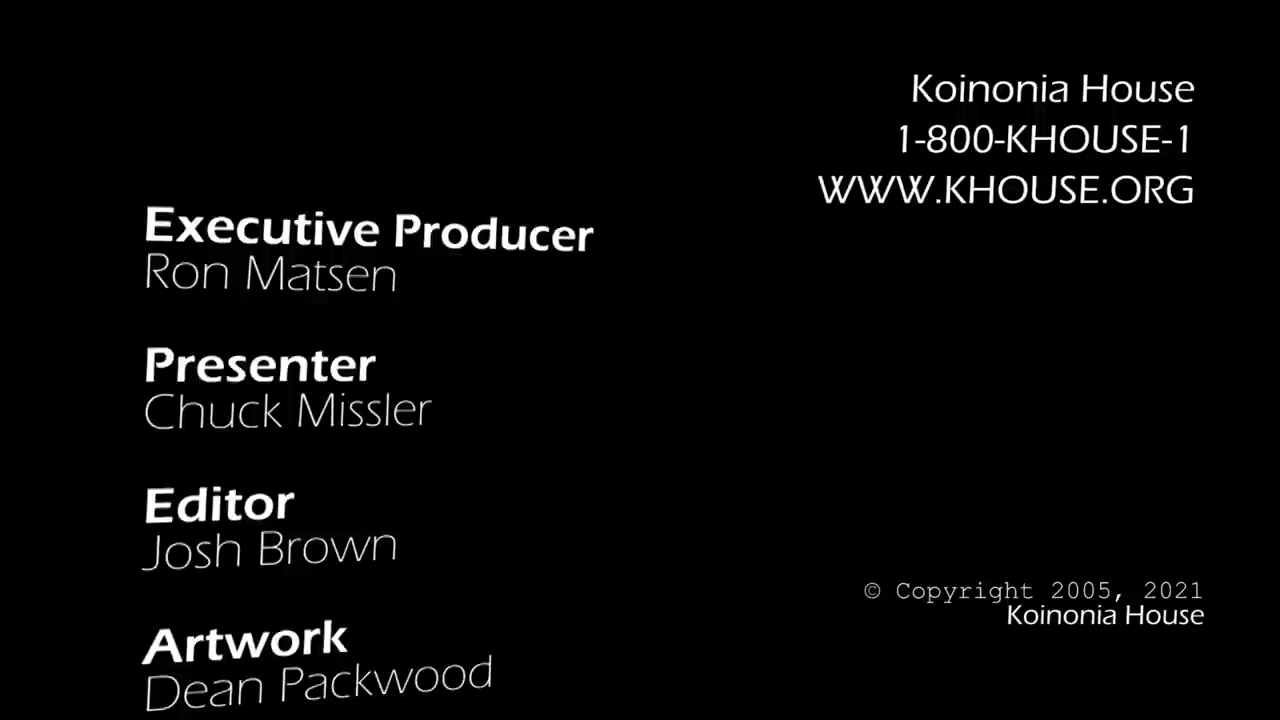 Koinonia House
1-800-KHOUSE-1
WWW.KHOUSE.ORG
Executive Producer
Ron Matsen
Presenter
Chuck Missler
Editor
Josh Brown
Artwork
Dean Packwood
© Copyright 2005, 2021
Koinonia House